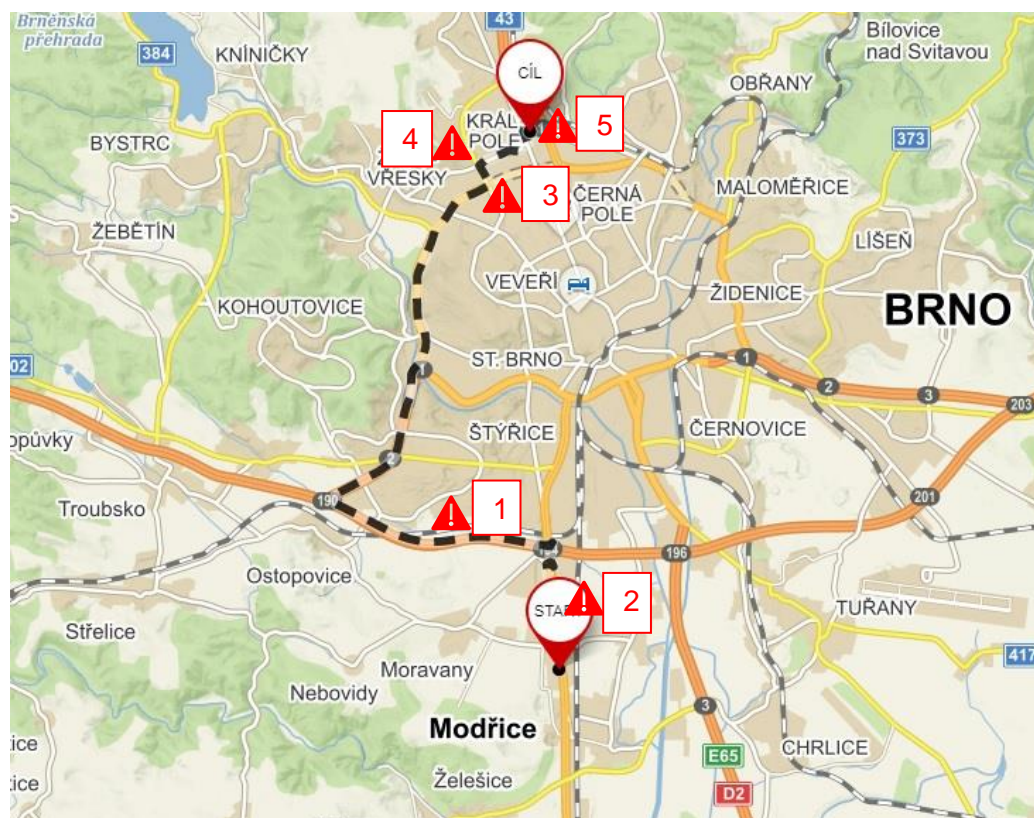 Brněnská
přehrada
43
Bílovice
nad Svitavou
384
KNÍNIČKY
CÍL
OBŘANY
BYSTRC
4
KRÁL
POLE
5
373
VŘESKY
3
ČERNÁ
POLE
MALOMĚŘICE
ŽEBĚTÍN
LÍŠEŇ
VEVEŘÍ
ŽIDENICE
KOHOUTOVICE
BRNO
ST. BRNO
1
1
2
3
203
02
ŠTÝŘICE
ČERNOVICE
opůvky
2
190
201
Troubsko
1
196
Ostopovice
START
2
TUŘANY
Střelice
Moravany
417
Nebovidy
3
Modřice
ice
E65
CHRLICE
ice
Želešice
D2